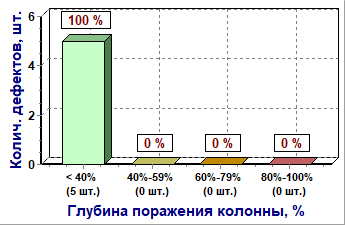 Колич. дефектов, шт.
6
4
2
0
100 %
0 %
0 %
0 %
< 40%
(5 шт.)
40%-59%
(0 шт.)
60%-79%
(0 шт.)
80%-100%
(0 шт.)
Глубина поражения колонны, %